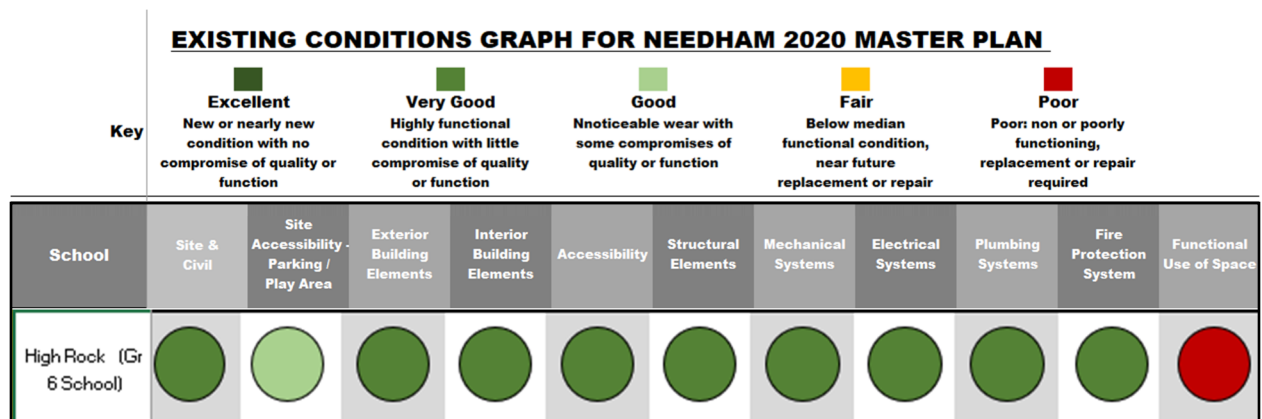 EXISTING CONDITIONS GRAPH FOR NEEDHAM 2020 MASTER PLAN
Key
Excellent
New or nearly new
condition with no
compromise of quality or
function
Very Good
Highly functional
condition with little
compromise of quality
or function
Good
Nnoticeable wear with
some compromises of
quality or function
Fair
Below median
functional condition,
near future
replacement or repair
Poor
Poor: non or poorly
functioning,
replacement or repair
required
School
Site &
Civil
Site
Accessibility -
Parking /
Play Area
Exterior
Building
Elements
Interior
Building
Elements
Accessibility
Structural
Elements
Mechanical
Systems
Electrical
Systems
Plumbing
Systems
Fire
Protection
System
Functional
Use of Space
High Rock (Gr
6 School)